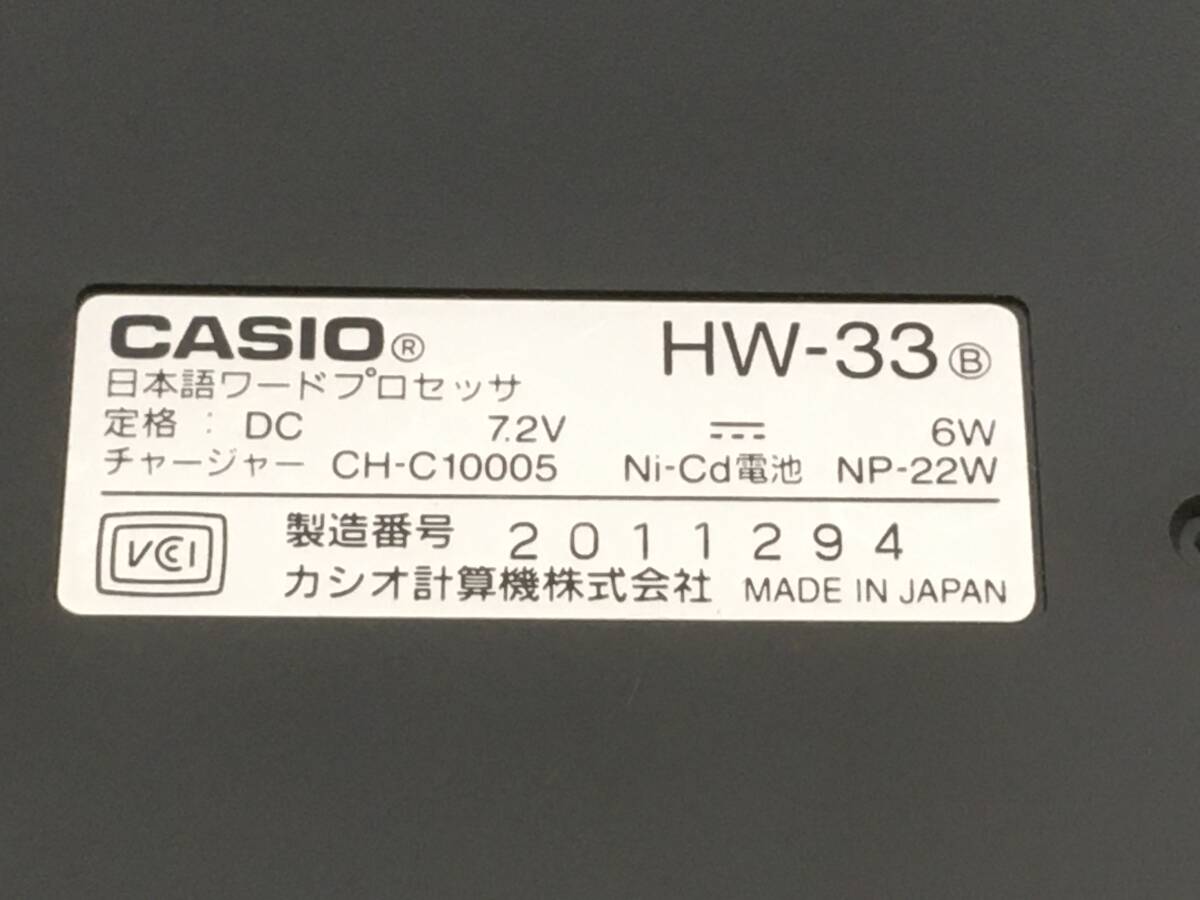 CASIO® HW-33 Ⓑ
日本語ワードプロセッサ
定格：DC 7.2V ⎓ 6W
チャージャー CH-C10005 Ni-Cd電池 NP-22W
VCCI 製造番号 2011294
カシオ計算機株式会社 MADE IN JAPAN